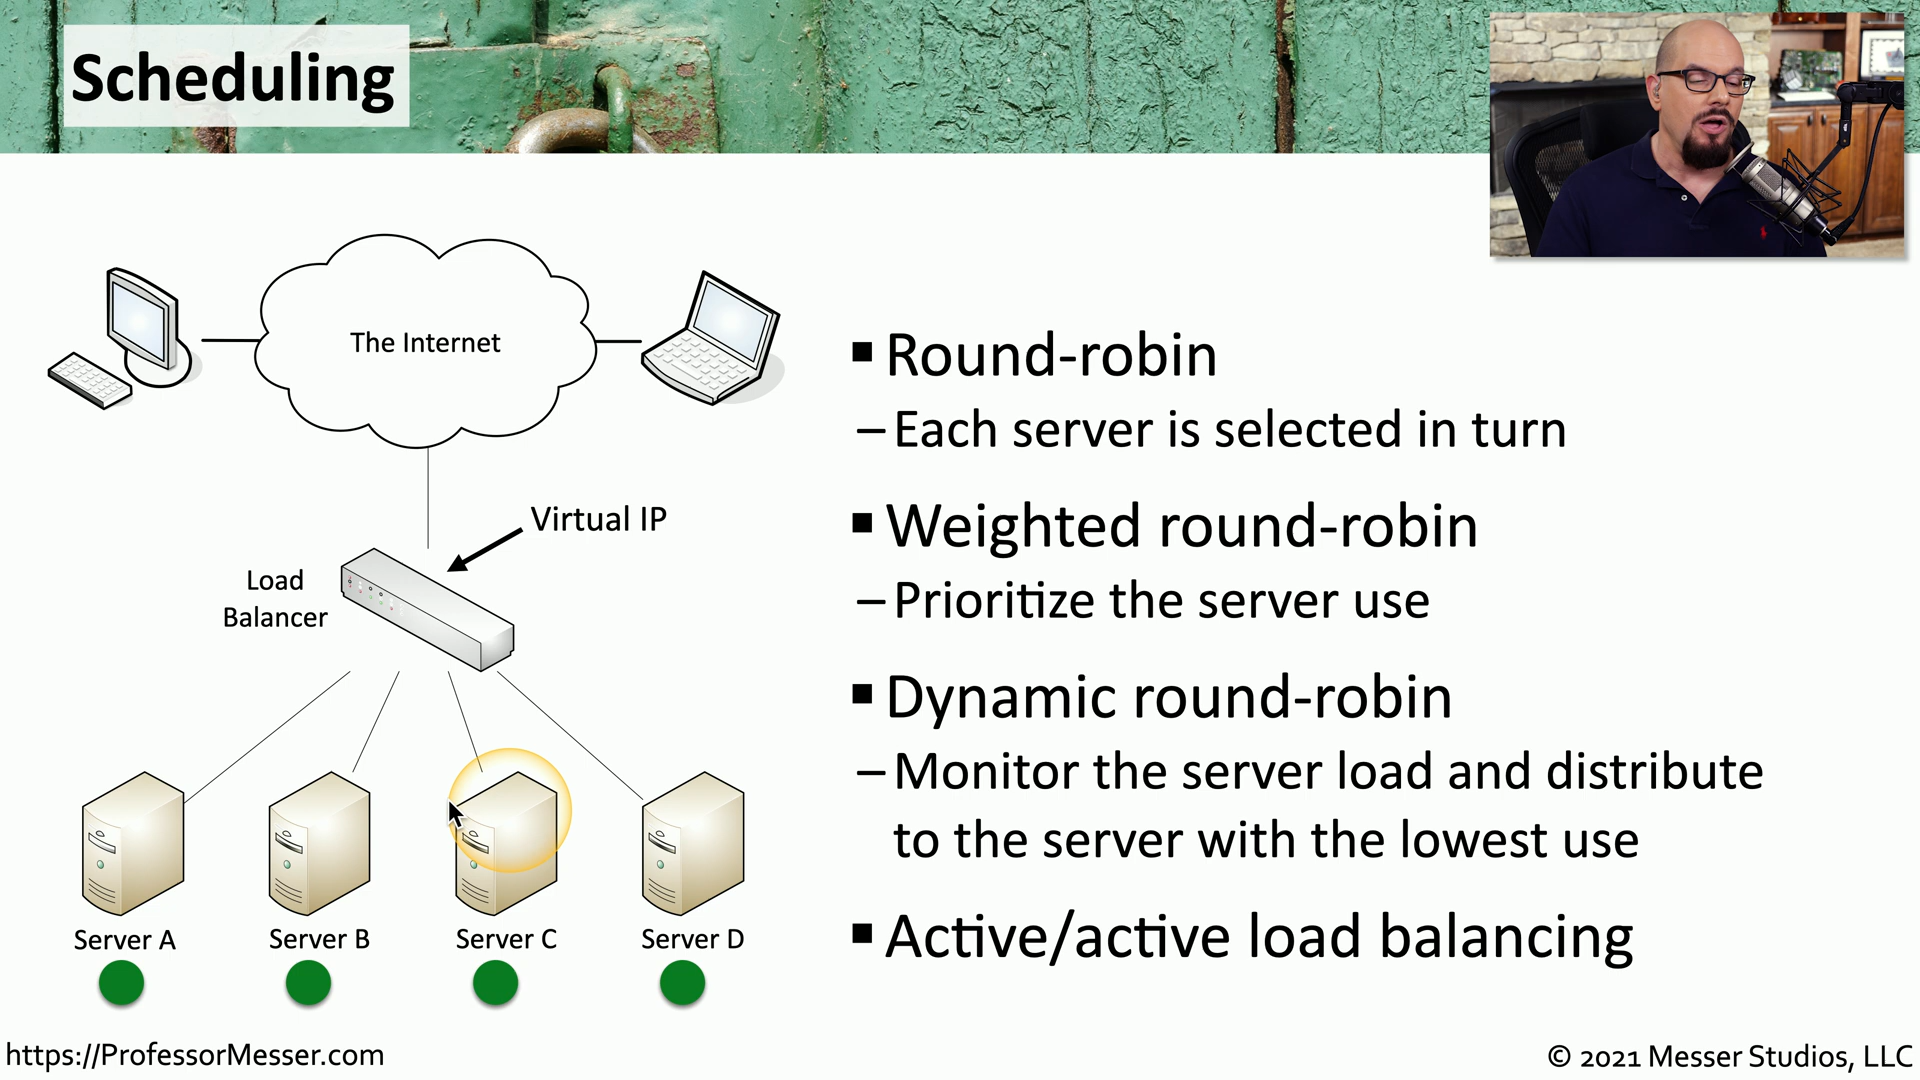 Scheduling
The Internet
Virtual IP
Load
Balancer
Server A
Server B
Server C
Server D
▪ Round-robin
– Each server is selected in turn
▪ Weighted round-robin
– Prioritize the server use
▪ Dynamic round-robin
– Monitor the server load and distribute
to the server with the lowest use
▪ Active/active load balancing
https://ProfessorMesser.com
© 2021 Messer Studios, LLC